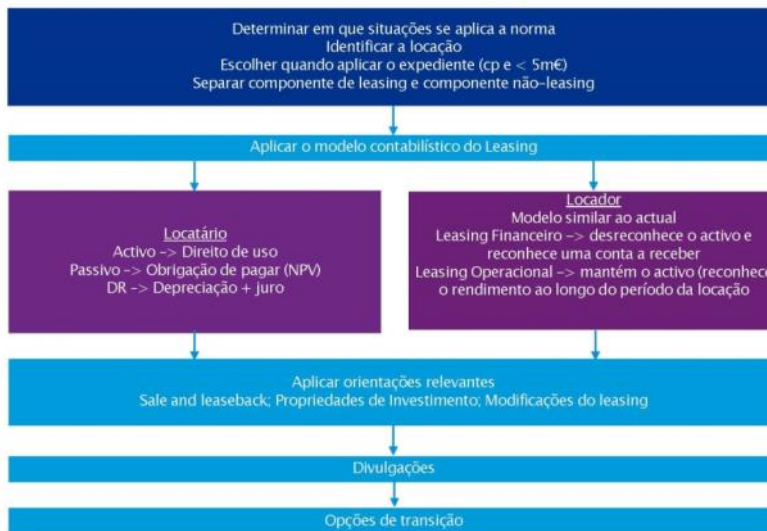 Determinar em que situações se aplica a norma
Identificar a locação
Escolher quando aplicar o expediente (cp e < 5m€)
Separar componente de leasing e componente não-leasing
Aplicar o modelo contabilístico do Leasing
Locatário
Activo -> Direito de uso
Passivo -> Obrigação de pagar (NPV)
DR -> Depreciação + juro
Locador
Modelo similar ao actual
Leasing Financeiro -> desreconhece o activo e
reconhece uma conta a receber
Leasing Operacional -> mantém o activo (reconhece
o rendimento ao longo do período da locação
Aplicar orientações relevantes
Sale and leaseback; Propriedades de Investimento; Modificações do leasing
Divulgações
Opções de transição